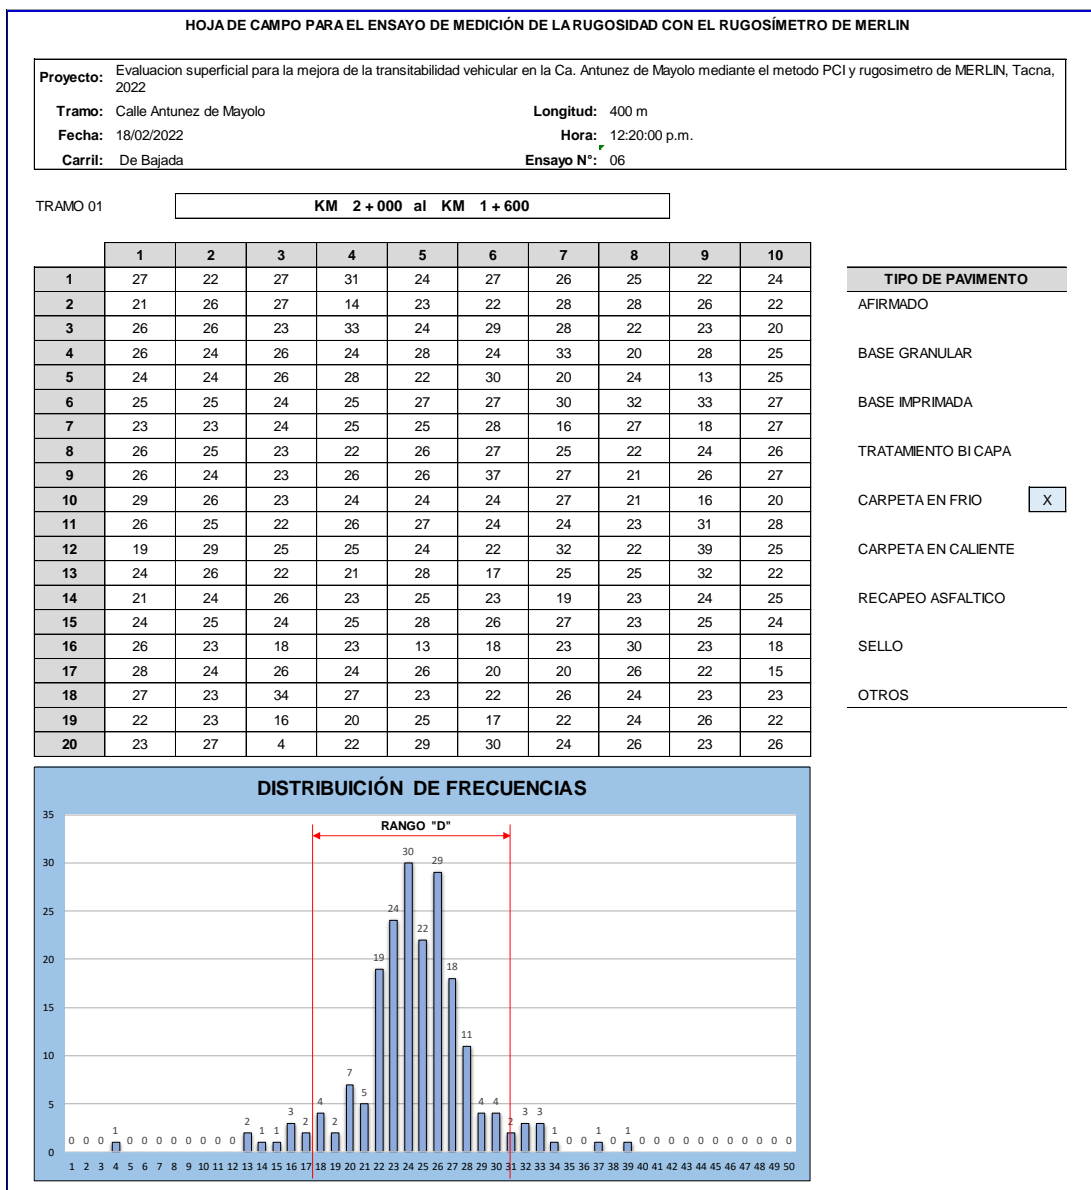 HOJA DE CAMPO PARA EL ENSAYO DE MEDICIÓN DE LA RUGOSIDAD CON EL RUGOSÍMETRO DE MERLIN
Proyecto: Evaluacion superficial para la mejora de la transitabilidad vehicular en la Ca. Antunez de Mayolo mediante el metodo PCI y rugosimetro de MERLIN, Tacna,
2022
Tramo: Calle Antunez de Mayolo Longitud: 400 m
Fecha: 18/02/2022 Hora: 12:20:00 p.m.
Carril: De Bajada Ensayo N°: 06
TRAMO 01 KM 2 + 000 al KM 1 + 600
1 2 3 4 5 6 7 8 9 10
1 27 22 27 31 24 27 26 25 22 24 TIPO DE PAVIMENTO
2 21 26 27 14 23 22 28 28 26 22 AFIRMADO
3 26 26 23 33 24 29 28 22 23 20
4 26 24 26 24 28 24 33 20 28 25 BASE GRANULAR
5 24 24 26 28 22 30 20 24 13 25
6 25 25 24 25 27 27 30 32 33 27 BASE IMPRIMADA
7 23 23 24 25 25 28 16 27 18 27
8 26 25 23 22 26 27 25 22 24 26 TRATAMIENTO BI CAPA
9 26 24 23 26 26 37 27 21 26 27
10 29 26 23 24 24 24 27 21 16 20 CARPETA EN FRIO X
11 26 25 22 26 27 24 24 23 31 28
12 19 29 25 25 24 22 32 22 39 25 CARPETA EN CALIENTE
13 24 26 22 21 28 17 25 25 32 22
14 21 24 26 23 25 23 19 23 24 25 RECAPEO ASFALTICO
15 24 25 24 25 28 26 27 23 25 24
16 26 23 18 23 13 18 23 30 23 18 SELLO
17 28 24 26 24 26 20 20 26 22 15
18 27 23 34 27 23 22 26 24 23 23 OTROS
19 22 23 16 20 25 17 22 24 26 22
20 23 27 4 22 29 30 24 26 23 26
DISTRIBUICIÓN DE FRECUENCIAS
RANGO "D"
35
30
25
20
15
10
5
0
0 0 0 1 0 0 0 0 0 0 0 0 2 1 1 3 2 4 2 7 5 19 24 30 22 29 18 11 4 4 2 3 3 1 0 0 1 0 1 0 0 0 0 0 0 0 0 0 0 0
1 2 3 4 5 6 7 8 9 10 11 12 13 14 15 16 17 18 19 20 21 22 23 24 25 26 27 28 29 30 31 32 33 34 35 36 37 38 39 40 41 42 43 44 45 46 47 48 49 50